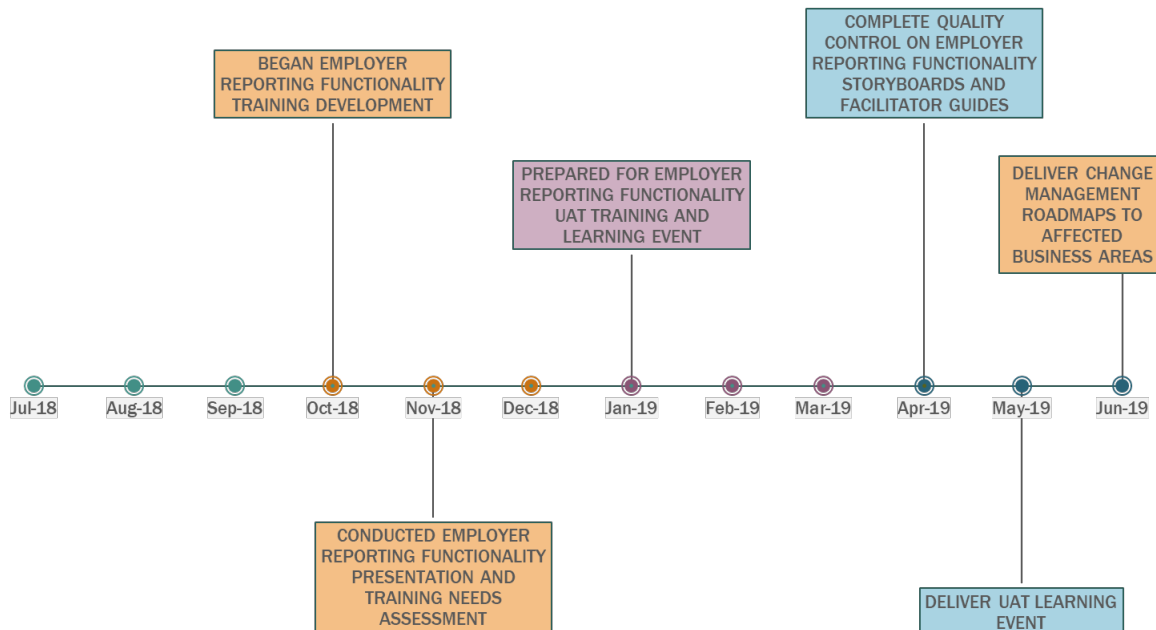 COMPLETE QUALITY
CONTROL ON EMPLOYER
REPORTING FUNCTIONALITY
STORYBOARDS AND
FACILITATOR GUIDES
BEGAN EMPLOYER
REPORTING FUNCTIONALITY
TRAINING DEVELOPMENT
PREPARED FOR EMPLOYER
REPORTING FUNCTIONALITY
UAT TRAINING AND
LEARNING EVENT
DELIVER CHANGE
MANAGEMENT
ROADMAPS TO
AFFECTED
BUSINESS AREAS
Jul-18 Aug-18 Sep-18 Oct-18 Nov-18 Dec-18 Jan-19 Feb-19 Mar-19 Apr-19 May-19 Jun-19
CONDUCTED EMPLOYER
REPORTING FUNCTIONALITY
PRESENTATION AND
TRAINING NEEDS
ASSESSMENT
DELIVER UAT LEARNING
EVENT